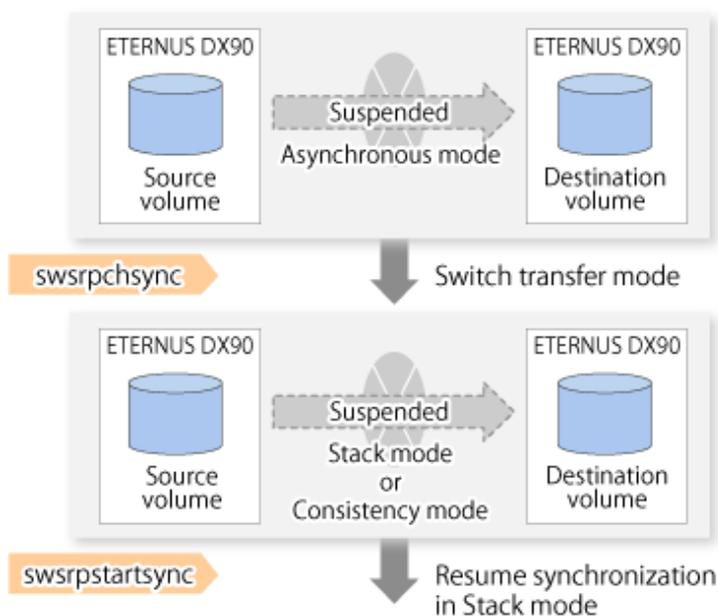 ETERNUS DX90
ETERNUS DX90
Suspended
Asynchronous mode
Source
volume
Destination
volume
swsrpchsync
Switch transfer mode
ETERNUS DX90
ETERNUS DX90
Suspended
Stack mode
or
Consistency mode
Source
volume
Destination
volume
swsrpstartsync
Resume synchronization
in Stack mode